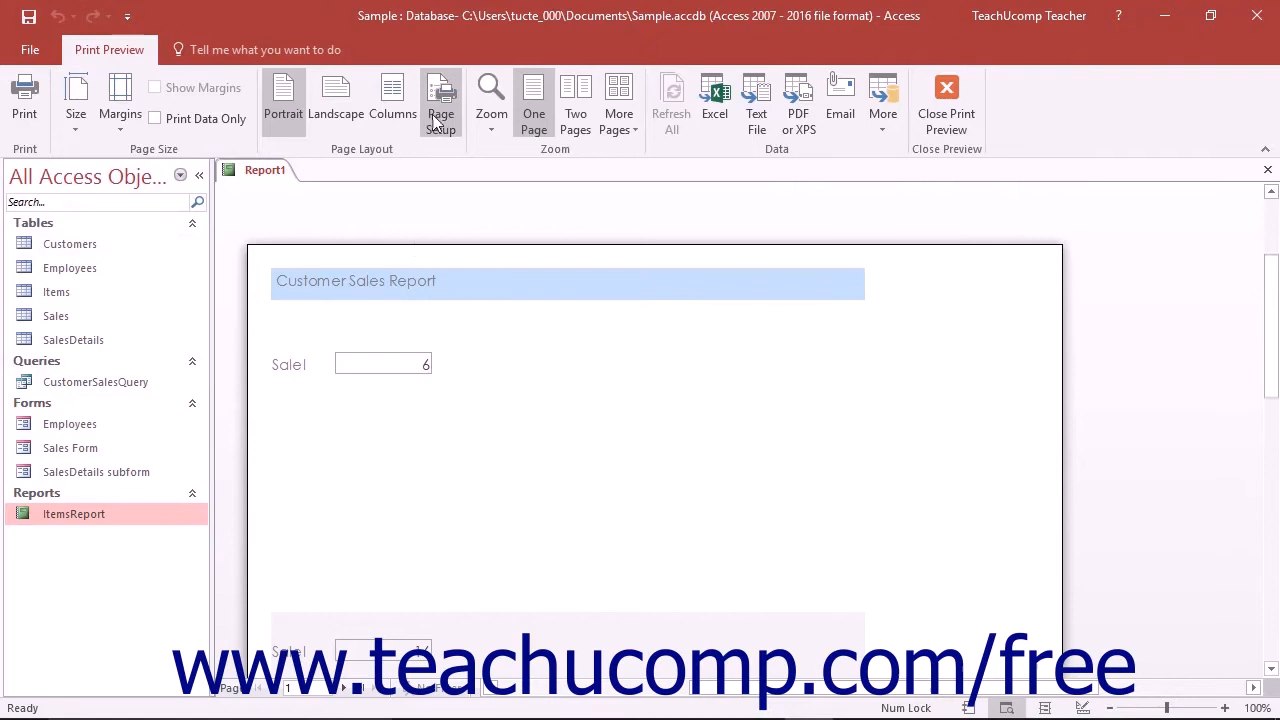 Sample : Database- C:\Users\tucte_000\Documents\Sample.accdb (Access 2007 - 2016 file format) - Access
TeachUcomp Teacher
?
File
Print Preview
Tell me what you want to do
Print
Size
Margins
Show Margins
Print Data Only
Portrait
Landscape
Columns
Page Setup
Zoom
One Page
Two Pages
More Pages
Refresh All
Excel
Text File
PDF or XPS
Email
More
Close Print Preview
Print
Page Size
Page Layout
Zoom
Data
Close Preview
All Access Obje...
Report1
Search...
Tables
Customers
Employees
Items
Sales
SalesDetails
Queries
CustomerSalesQuery
Forms
Employees
Sales Form
SalesDetails subform
Reports
ItemsReport
Customer Sales Report
SaleI
6
SaleI
www.teachucomp.com/free
Page
1
Ready
Num Lock
100%